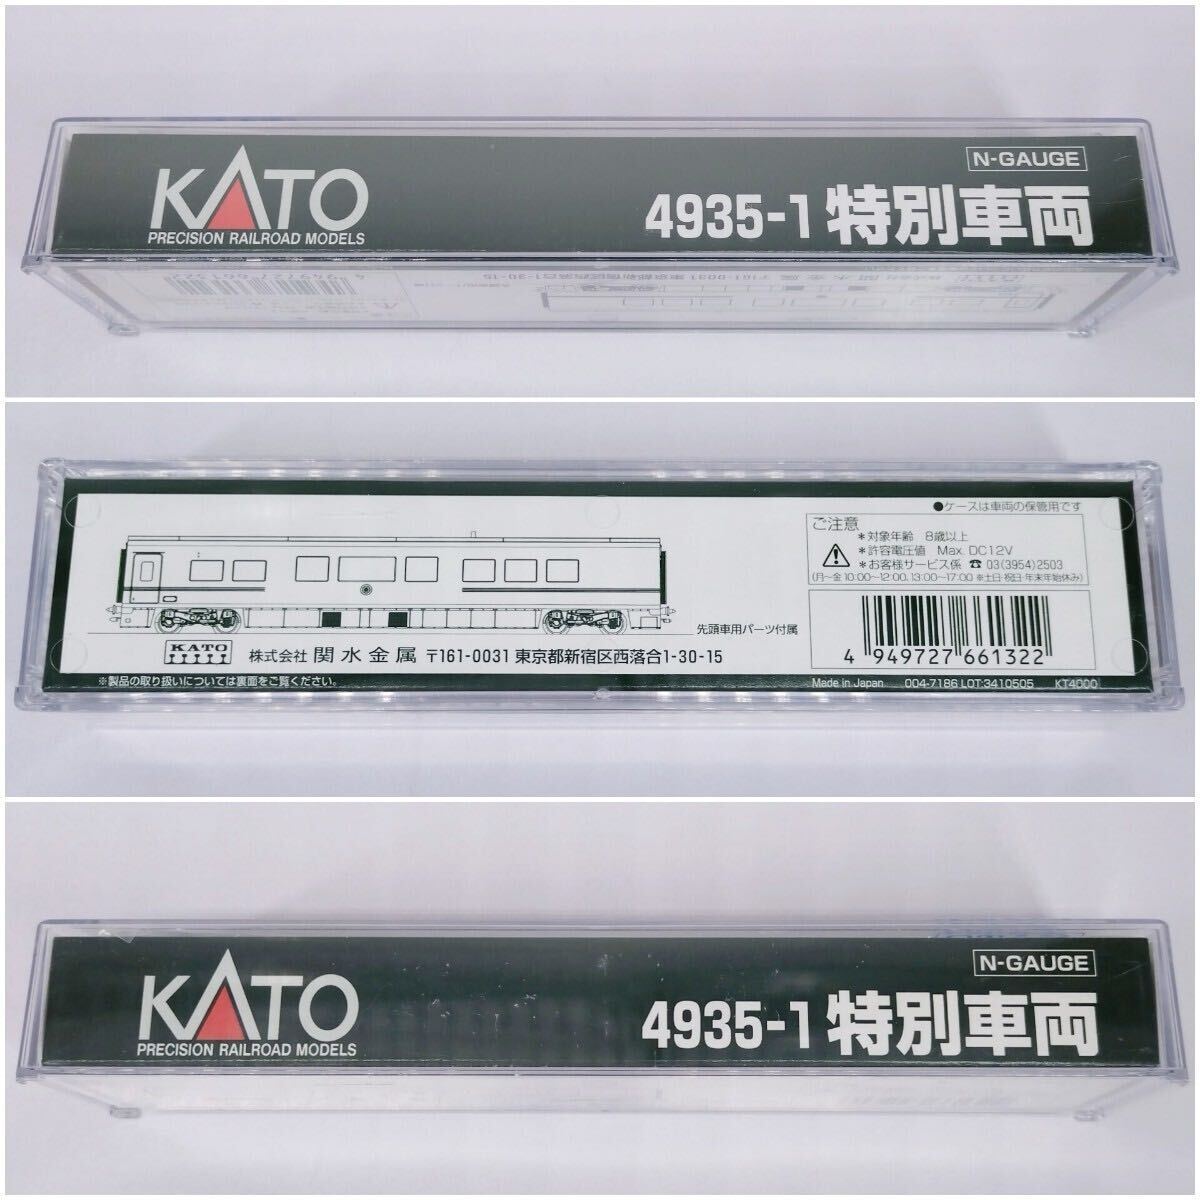 KATO
PRECISION RAILROAD MODELS
N-GAUGE
4935-1 特別車両
●ケースは車両の保管用です
ご注意
*対象年齢 8歳以上
*許容電圧値 Max. DC12V
*お客様サービス係 ☎ 03(3954)2503
(月〜金 10:00〜12:00, 13:00〜17:00 ※土日・祝日・年末年始休み)
先頭車用パーツ付属
KATO
株式会社 関水金属 〒161-0031 東京都新宿区西落合1-30-15
※製品の取り扱いについては裏面をご覧ください。
4 949727 661322
Made in Japan 004-7186 LOT:3410505 KT4000
KATO
PRECISION RAILROAD MODELS
N-GAUGE
4935-1 特別車両